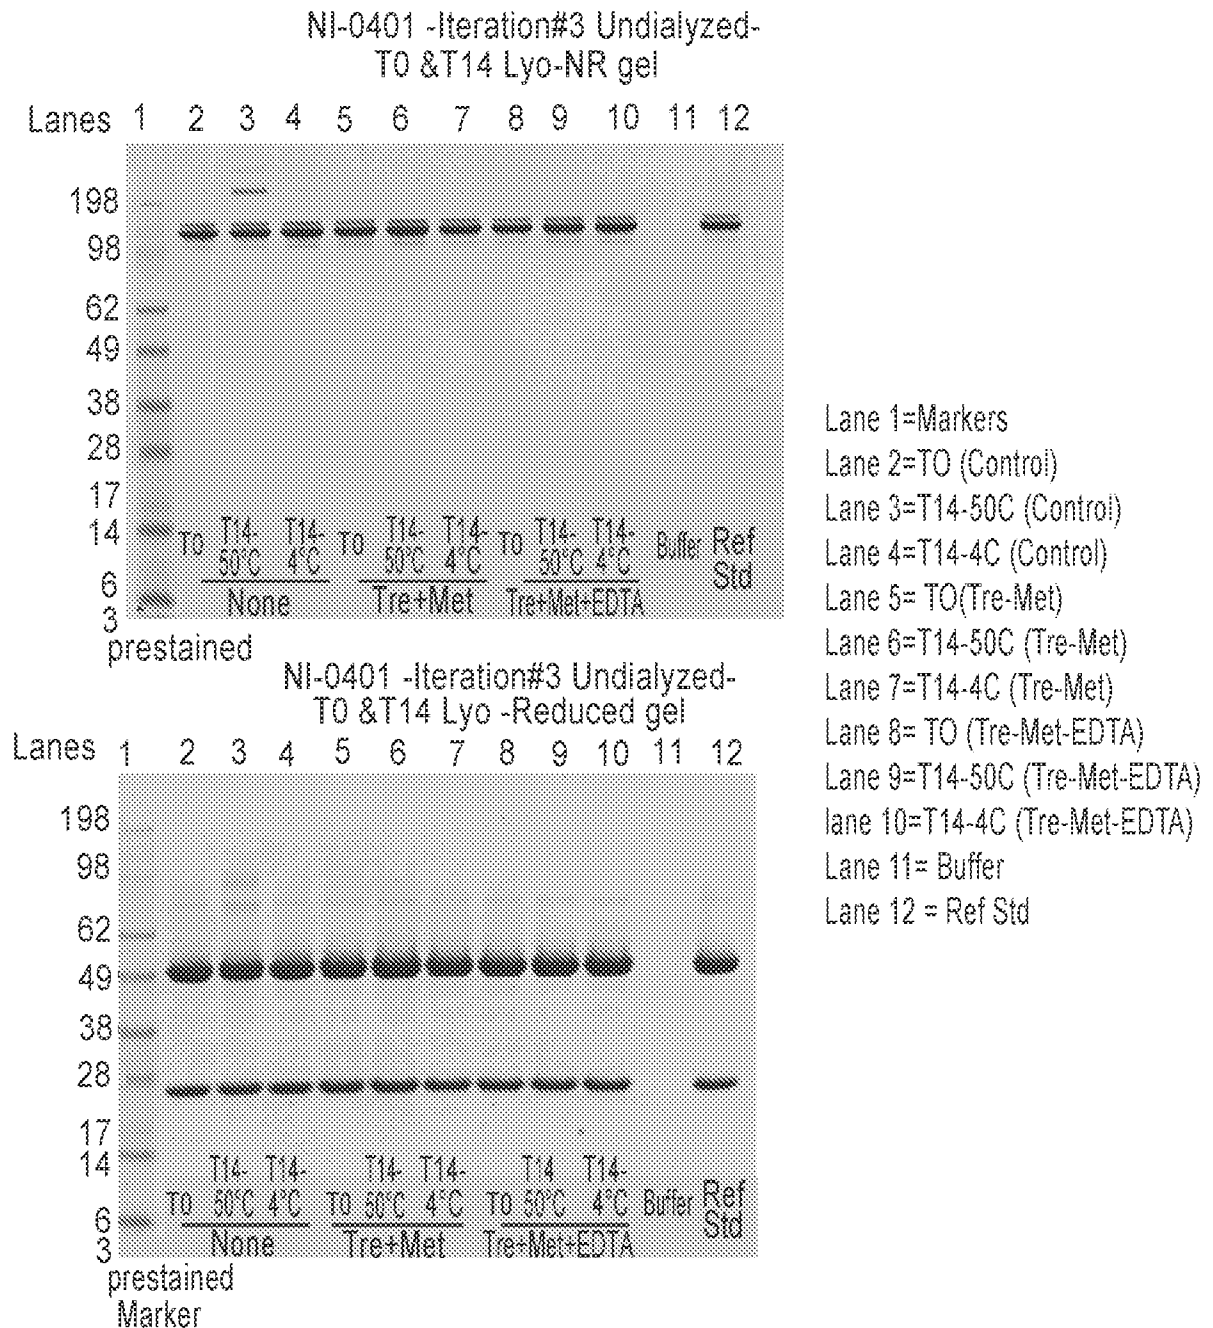 NI-0401 -Iteration#3 Undialyzed-
T0 &T14 Lyo-NR gel
Lanes 1 2 3 4 5 6 7 8 9 10 11 12
198
98
62
49
38
28
17
14
6
3
T0 T14- T14- T0 T14- T14- T0 T14- T14- Buffer Ref
50°C 4°C 50°C 4°C 50°C 4°C Std
None Tre+Met Tre+Met+EDTA
prestained
Lane 1=Markers
Lane 2=TO (Control)
Lane 3=T14-50C (Control)
Lane 4=T14-4C (Control)
Lane 5= TO(Tre-Met)
Lane 6=T14-50C (Tre-Met)
Lane 7=T14-4C (Tre-Met)
Lane 8= TO (Tre-Met-EDTA)
Lane 9=T14-50C (Tre-Met-EDTA)
lane 10=T14-4C (Tre-Met-EDTA)
Lane 11= Buffer
Lane 12 = Ref Std
NI-0401 -Iteration#3 Undialyzed-
T0 &T14 Lyo -Reduced gel
Lanes 1 2 3 4 5 6 7 8 9 10 11 12
198
98
62
49
38
28
17
14
6
3
T14- T14- T14- T14- T14 T14-
T0 50°C 4°C T0 50°C 4°C T0 50°C 4°C Buffer Ref
Std
None Tre+Met Tre+Met+EDTA
prestained
Marker